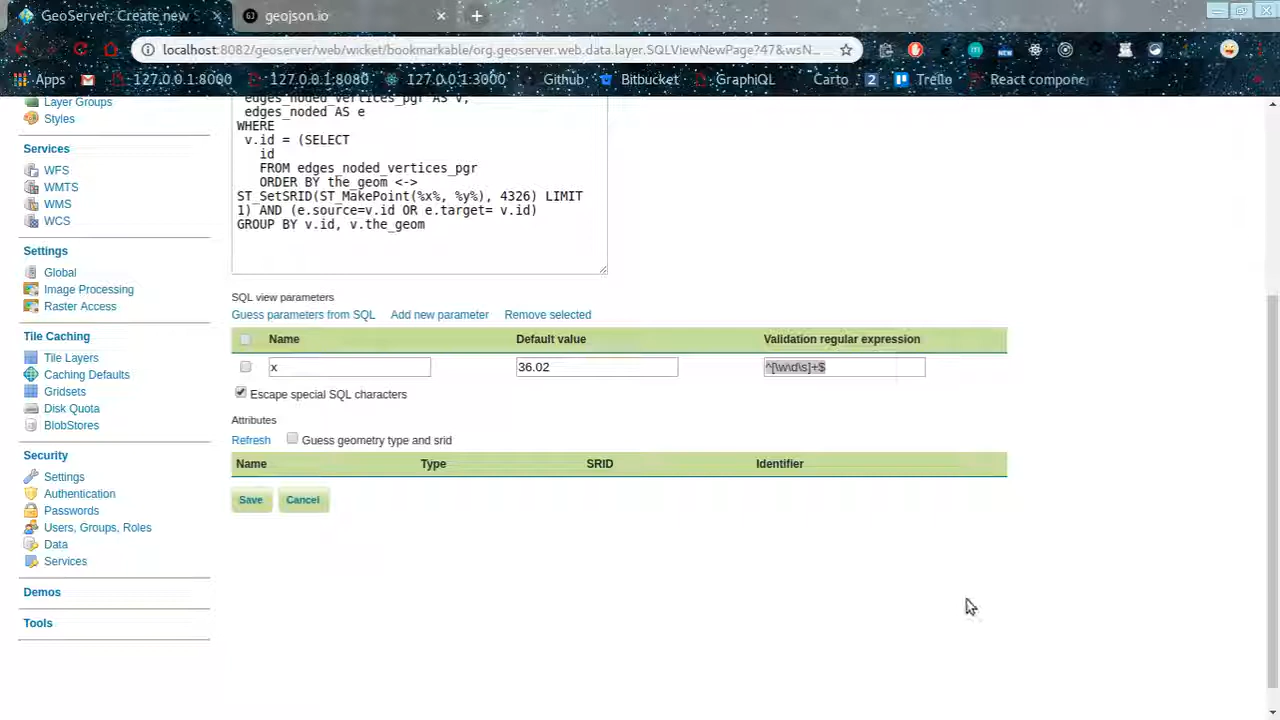 GeoServer: Create new S
geojson.io
localhost:8082/geoserver/web/wicket/bookmarkable/org.geoserver.web.data.layer.SQLViewNewPage?47&wsN...
Apps
127.0.0.1:8000
127.0.0.1:8080
127.0.0.1:3000
Github
Bitbucket
GraphiQL
Carto
2
Trello
React compone
Layer Groups
Styles
Services
WFS
WMTS
WMS
WCS
Settings
Global
Image Processing
Raster Access
Tile Caching
Tile Layers
Caching Defaults
Gridsets
Disk Quota
BlobStores
Security
Settings
Authentication
Passwords
Users, Groups, Roles
Data
Services
Demos
Tools
edges_noded_vertices_pgr AS v,
edges_noded AS e
WHERE
v.id = (SELECT
id
FROM edges_noded_vertices_pgr
ORDER BY the_geom <->
ST_SetSRID(ST_MakePoint(%x%, %y%), 4326) LIMIT
1) AND (e.source=v.id OR e.target= v.id)
GROUP BY v.id, v.the_geom
SQL view parameters
Guess parameters from SQL Add new parameter Remove selected
Name Default value Validation regular expression
x 36.02 ^[\w\d\s]+$
Escape special SQL characters
Attributes
Refresh Guess geometry type and srid
Name Type SRID Identifier
Save Cancel